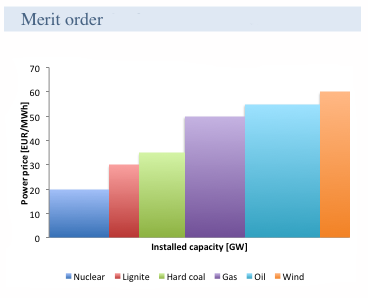 Merit order
Power price [EUR/MWh]
70
60
50
40
30
20
10
0
Installed capacity [GW]
Nuclear Lignite Hard coal Gas Oil Wind